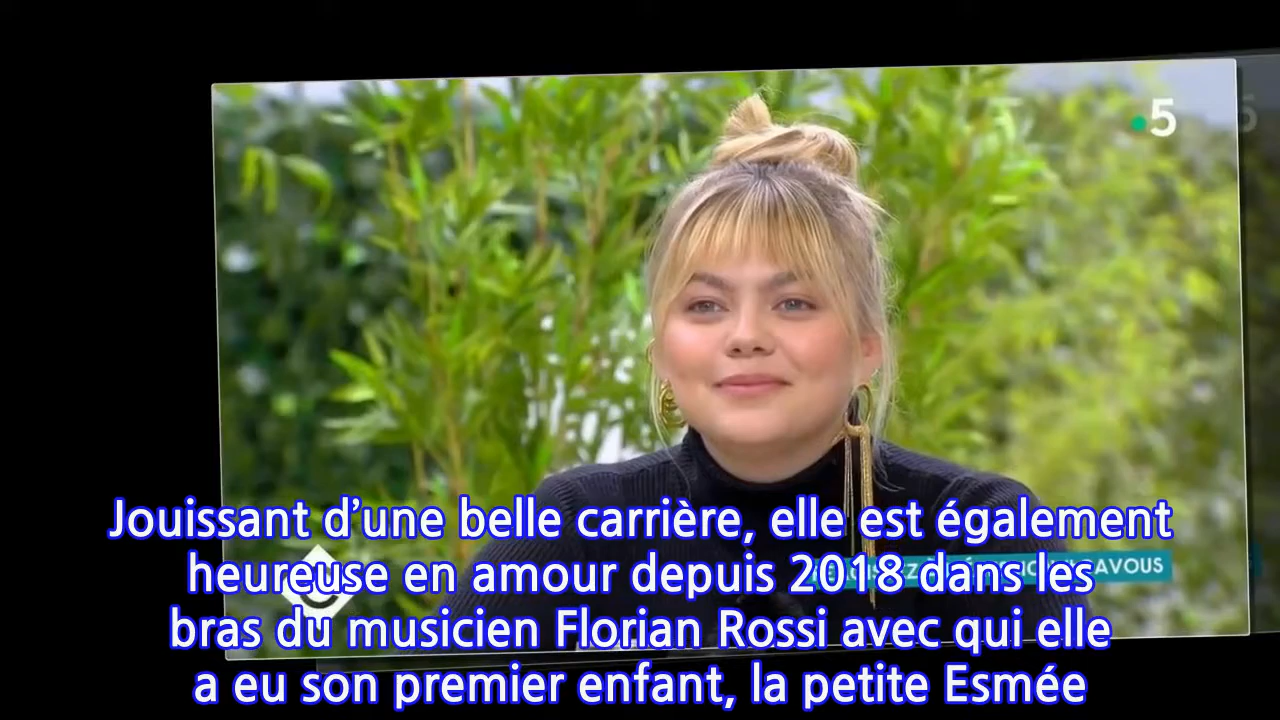 5
Jouissant d’une belle carrière, elle est également
heureuse en amour depuis 2018 dans les
AVOUS
bras du musicien Florian Rossi avec qui elle
a eu son premier enfant, la petite Esmée